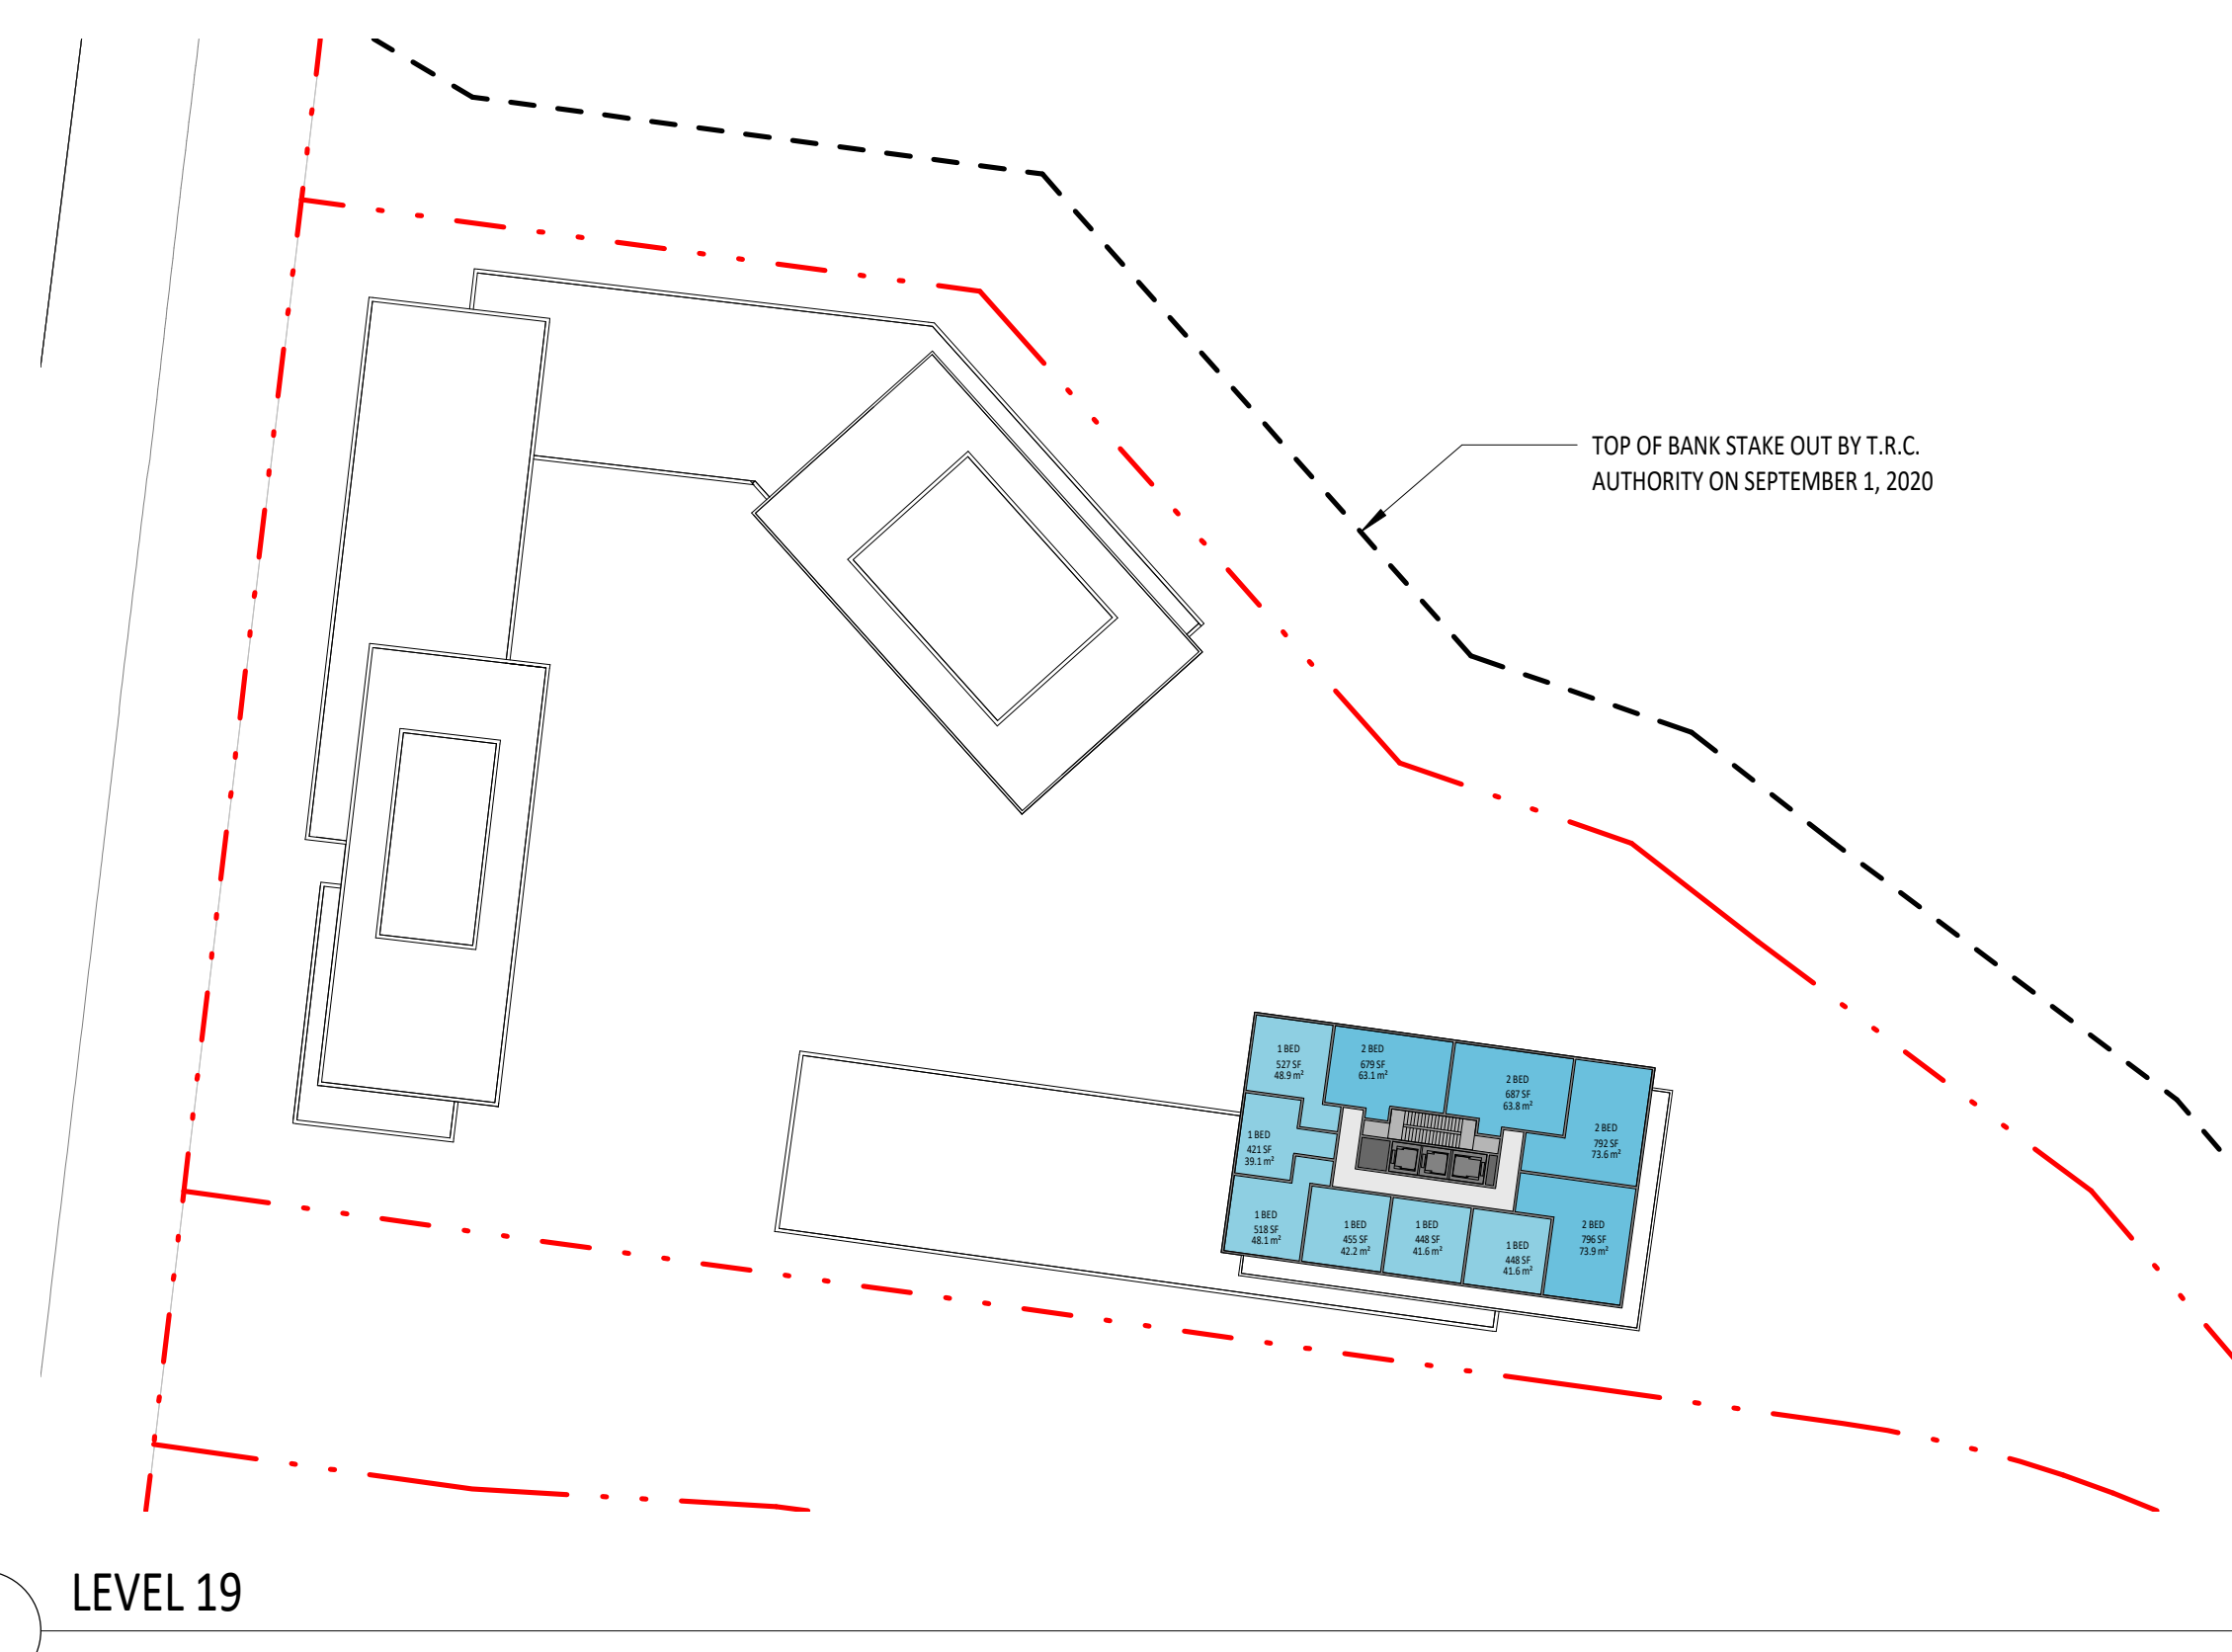 TOP OF BANK STAKE OUT BY T.R.C.
AUTHORITY ON SEPTEMBER 1, 2020
1 BED
527 SF
48.9 m²
2 BED
679 SF
63.1 m²
2 BED
687 SF
63.8 m²
2 BED
792 SF
73.6 m²
1 BED
421 SF
39.1 m²
1 BED
518 SF
48.1 m²
1 BED
455 SF
42.2 m²
1 BED
448 SF
41.6 m²
1 BED
448 SF
41.6 m²
2 BED
796 SF
73.9 m²
LEVEL 19